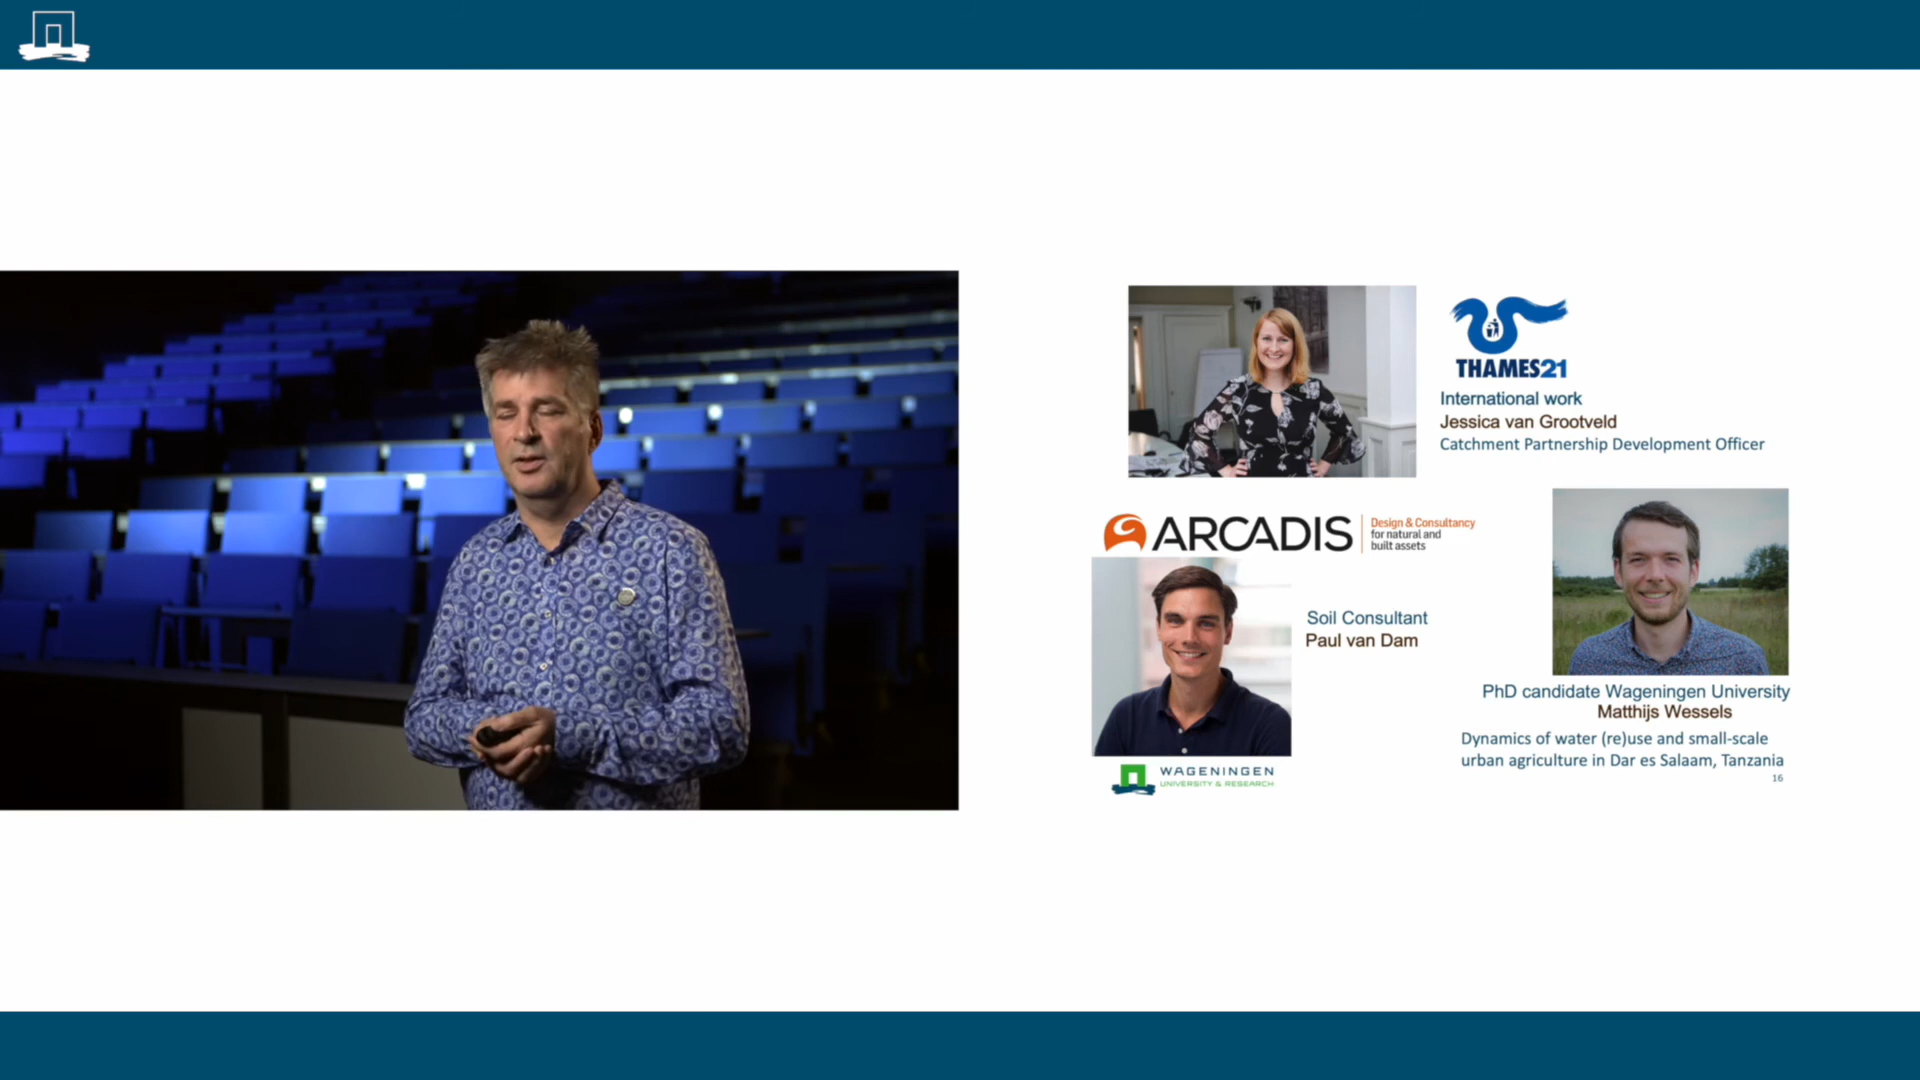 THAMES21
International work
Jessica van Grootveld
Catchment Partnership Development Officer
ARCADIS
Design & Consultancy
for natural and
built assets
Soil Consultant
Paul van Dam
PhD candidate Wageningen University
Matthijs Wessels
Dynamics of water (re)use and small-scale
urban agriculture in Dar es Salaam, Tanzania
16
WAGENINGEN
UNIVERSITY & RESEARCH